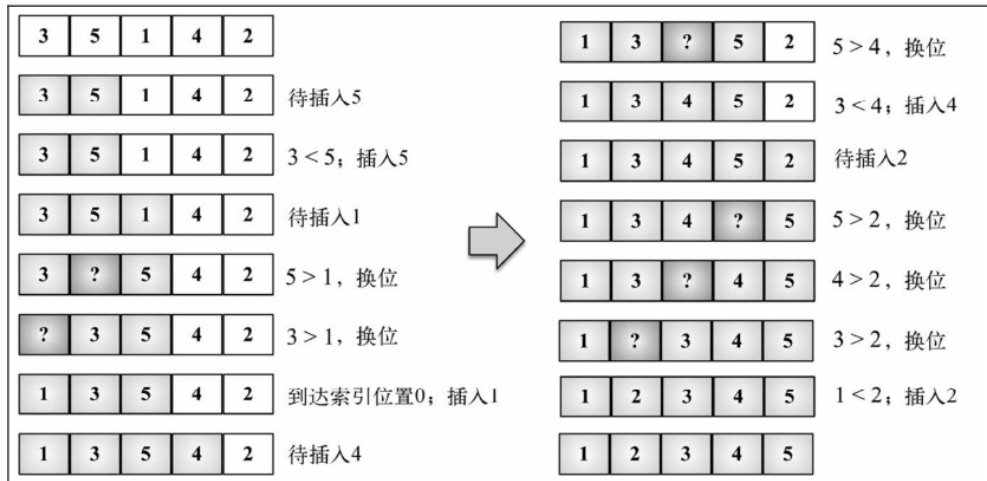 3 5 1 4 2
3 5 1 4 2 待插入5
3 5 1 4 2 3 < 5；插入5
3 5 1 4 2 待插入1
3 ? 5 4 2 5 > 1，换位
? 3 5 4 2 3 > 1，换位
1 3 5 4 2 到达索引位置0；插入1
1 3 5 4 2 待插入4
1 3 ? 5 2 5 > 4，换位
1 3 4 5 2 3 < 4；插入4
1 3 4 5 2 待插入2
1 3 4 ? 5 5 > 2，换位
1 3 ? 4 5 4 > 2，换位
1 ? 3 4 5 3 > 2，换位
1 2 3 4 5 1 < 2；插入2
1 2 3 4 5